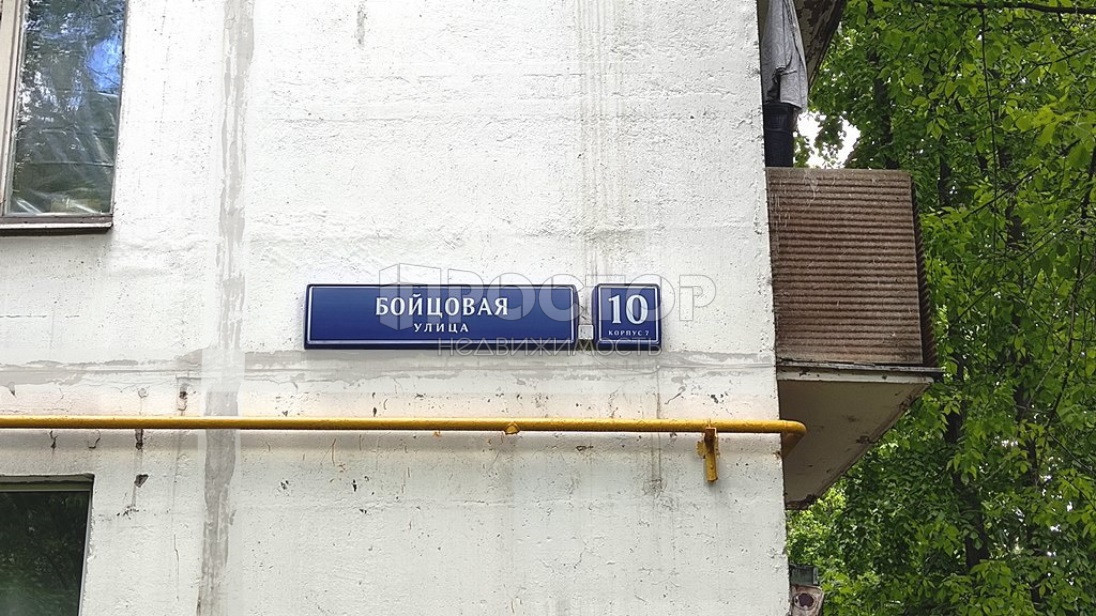 БОЙЦОВАЯ
УЛИЦА
10
КОРПУС 7
ПРОСТОР
НЕДВИЖИМОСТЬ